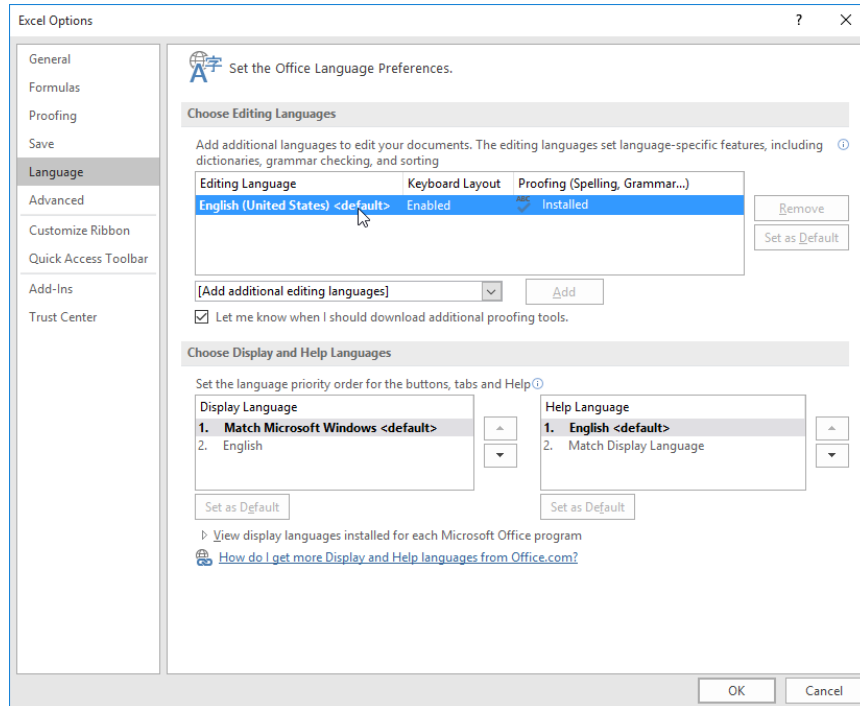 Excel Options
?
General
Formulas
Proofing
Save
Language
Advanced
Customize Ribbon
Quick Access Toolbar
Add-Ins
Trust Center
A字 Set the Office Language Preferences.
Choose Editing Languages
Add additional languages to edit your documents. The editing languages set language-specific features, including
dictionaries, grammar checking, and sorting
Editing Language Keyboard Layout Proofing (Spelling, Grammar...)
English (United States) <default> Enabled ABC Installed
Remove
Set as Default
[Add additional editing languages] Add
Let me know when I should download additional proofing tools.
Choose Display and Help Languages
Set the language priority order for the buttons, tabs and Help
Display Language
1. Match Microsoft Windows <default>
2. English
Set as Default
Help Language
1. English <default>
2. Match Display Language
Set as Default
View display languages installed for each Microsoft Office program
How do I get more Display and Help languages from Office.com?
OK Cancel